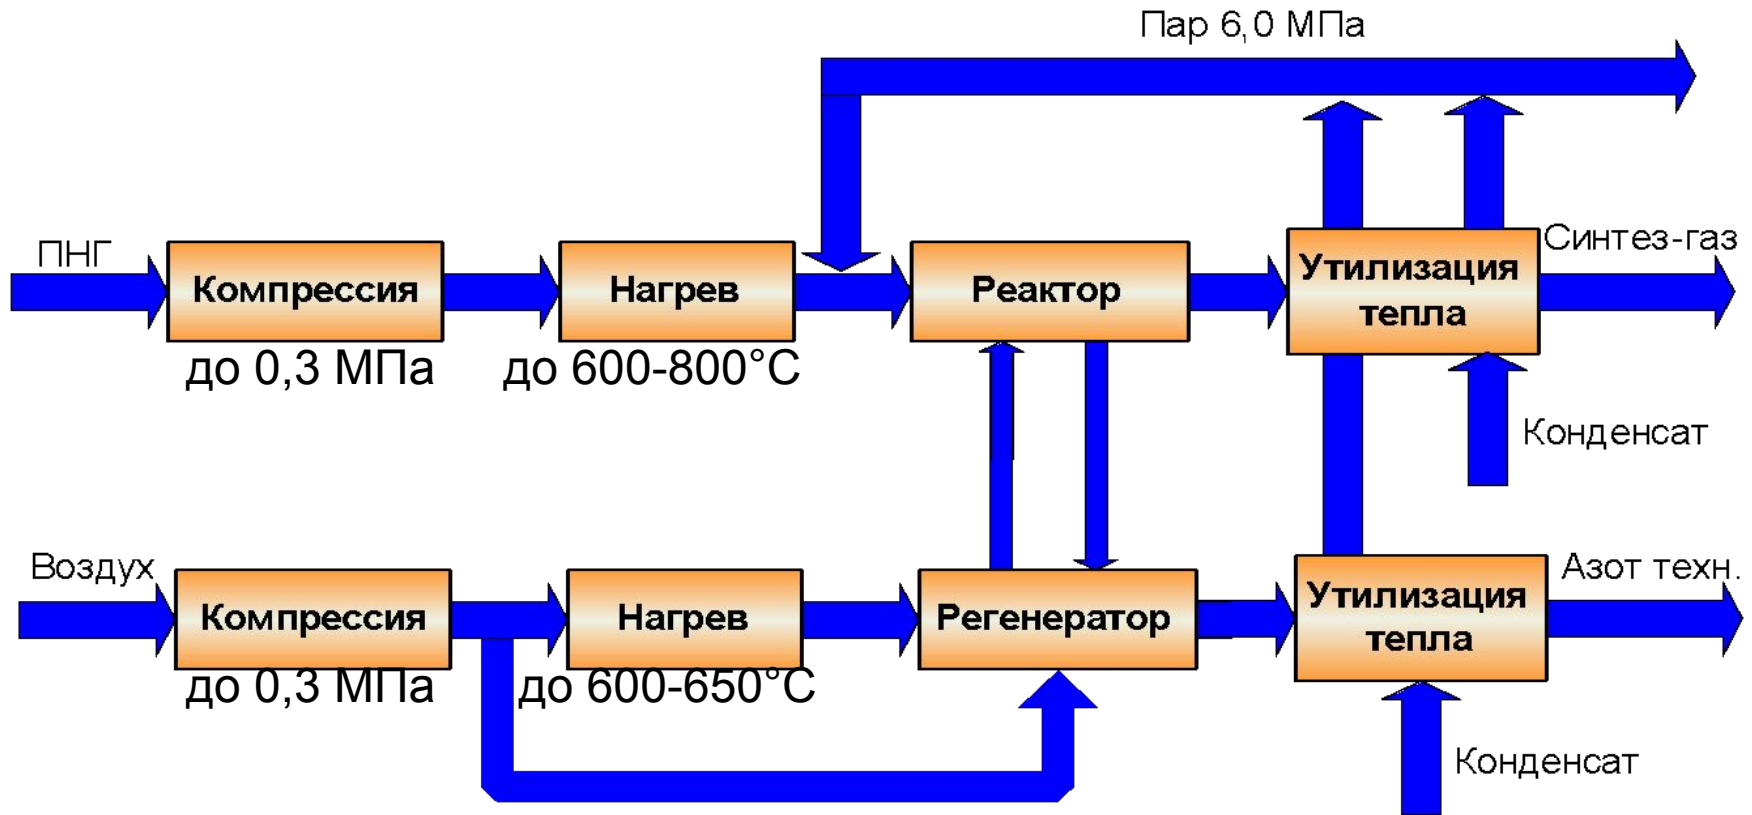 Пар 6,0 МПа
ПНГ
Компрессия
до 0,3 МПа
Нагрев
до 600-800°С
Реактор
Утилизация
тепла
Синтез-газ
Конденсат
Воздух
Компрессия
до 0,3 МПа
Нагрев
до 600-650°С
Регенератор
Утилизация
тепла
Азот техн.
Конденсат